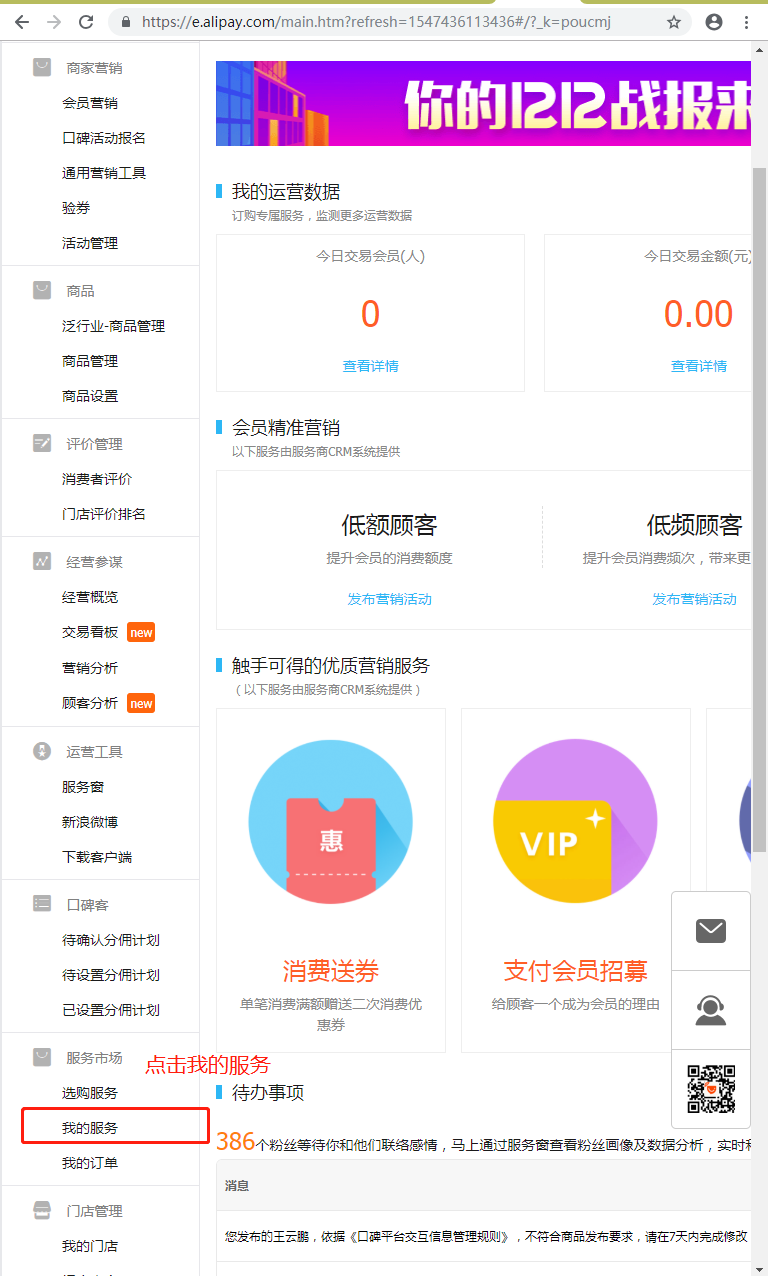 https://e.alipay.com/main.htm?refresh=1547436113436#/?_k=poucmj
商家营销
会员营销
口碑活动报名
通用营销工具
验券
活动管理
商品
泛行业-商品管理
商品管理
商品设置
评价管理
消费者评价
门店评价排名
经营参谋
经营概览
交易看板 new
营销分析
顾客分析 new
运营工具
服务窗
新浪微博
下载客户端
口碑客
待确认分佣计划
待设置分佣计划
已设置分佣计划
服务市场
点击我的服务
选购服务
我的服务
我的订单
门店管理
我的门店
你的1212战报来
我的运营数据
订购专属服务，监测更多运营数据
今日交易会员(人)
0
查看详情
今日交易金额(元)
0.00
查看详情
会员精准营销
以下服务由服务商CRM系统提供
低额顾客
提升会员的消费额度
发布营销活动
低频顾客
提升会员消费频次，带来更
发布营销活动
触手可得的优质营销服务
（以下服务由服务商CRM系统提供）
惠
消费送券
单笔消费满额赠送二次消费优
惠券
VIP
支付会员招募
给顾客一个成为会员的理由
待办事项
386个粉丝等待你和他们联络感情，马上通过服务窗查看粉丝画像及数据分析，实时和
消息
您发布的王云鹏，依据《口碑平台交互信息管理规则》，不符合商品发布要求，请在7天内完成修改